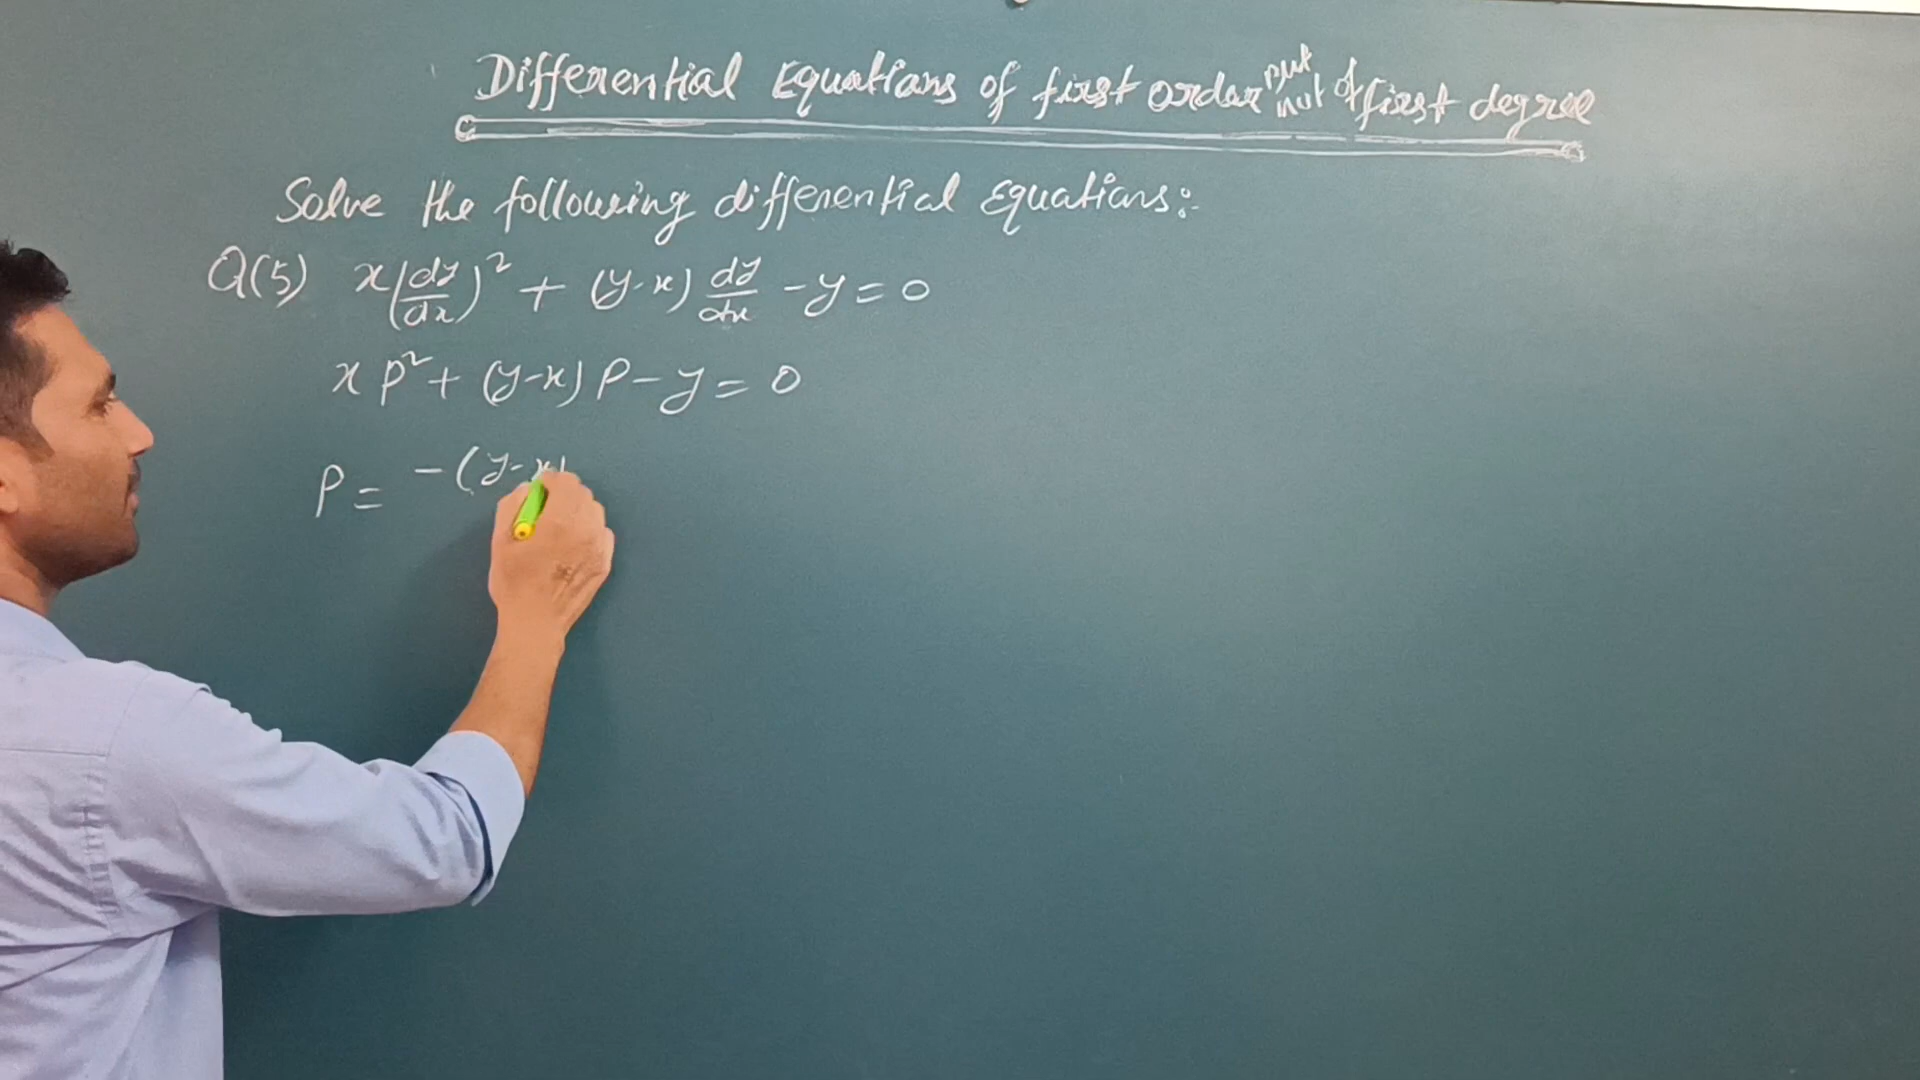 Differential Equations of first order but not of first degree
Solve the following differential Equations:-
Q(5) x(dy/dx)² + (y-x) dy/dx - y = 0
x p² + (y-x) p - y = 0
p = -(y-x)